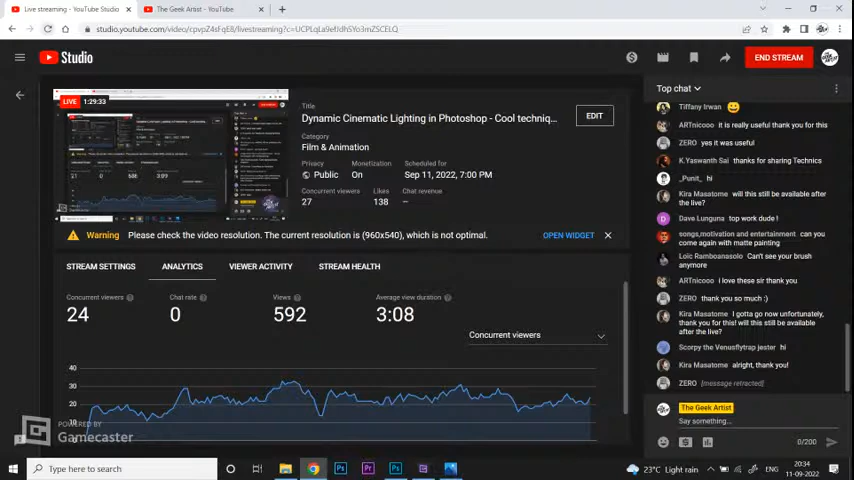 Live streaming - YouTube Studio
The Geek Artist - YouTube
studio.youtube.com/video/cpvpZ4sFqE8/livestreaming?c=UCPLqLa9efJdhSYo3mZSCELQ
Studio
END STREAM
LIVE 1:29:33
Title
Dynamic Cinematic Lighting in Photoshop - Cool techniq...
EDIT
Category
Film & Animation
Privacy Monetization Scheduled for
Public On Sep 11, 2022, 7:00 PM
Concurrent viewers Likes Chat revenue
27 138 —
Warning Please check the video resolution. The current resolution is (960x540), which is not optimal. OPEN WIDGET
STREAM SETTINGS ANALYTICS VIEWER ACTIVITY STREAM HEALTH
Concurrent viewers Chat rate Views Average view duration
24 0 592 3:08
Concurrent viewers
40
30
20
10
0
POWERED BY
Gamecaster
Top chat
Tiffany Irwan
ARTnicooo it is really useful thank you for this
ZERO yes it was useful
K.Yaswanth Sai thanks for sharing Technics
_Punit_ hi
Kira Masatome will this still be available
after the live?
Dave Lunguna top work dude !
songs,motivation and entertainment can you
come again with matte painting
Loïc Ramboanasolo Can't see your brush
anymore
ARTnicooo i love these sir thank you
ZERO thank you so much :)
Kira Masatome I gotta go now unfortunately,
thank you for this! will this still be available
after the live?
Scorpy the Venusflytrap jester hi
Kira Masatome alright, thank you!
ZERO [message retracted]
The Geek Artist
Say something...
0/200
Type here to search
23°C Light rain
ENG
20:34
11-09-2022